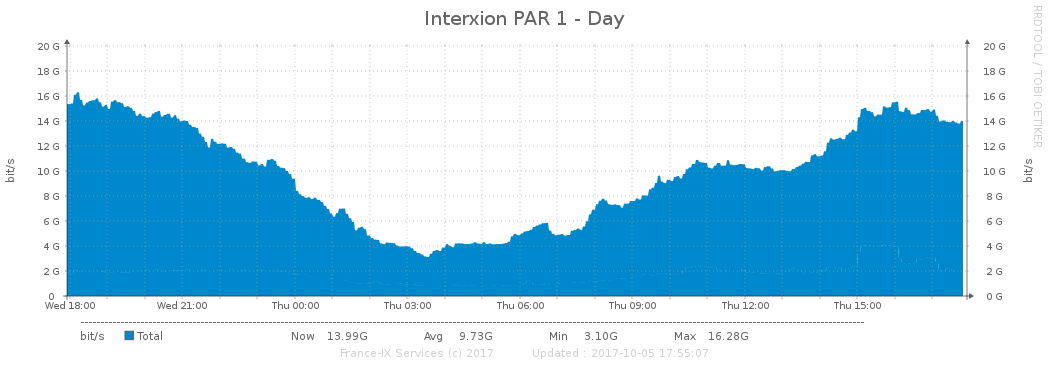 Interxion PAR 1 - Day
RRDTOOL / TOBI OETIKER
bit/s
bit/s
20 G 20 G
18 G 18 G
16 G 16 G
14 G 14 G
12 G 12 G
10 G 10 G
8 G 8 G
6 G 6 G
4 G 4 G
2 G 2 G
0 0 G
Wed 18:00 Wed 21:00 Thu 00:00 Thu 03:00 Thu 06:00 Thu 09:00 Thu 12:00 Thu 15:00
bit/s Total Now 13.99G Avg 9.73G Min 3.10G Max 16.28G
France-IX Services (c) 2017 Updated : 2017-10-05 17:55:07